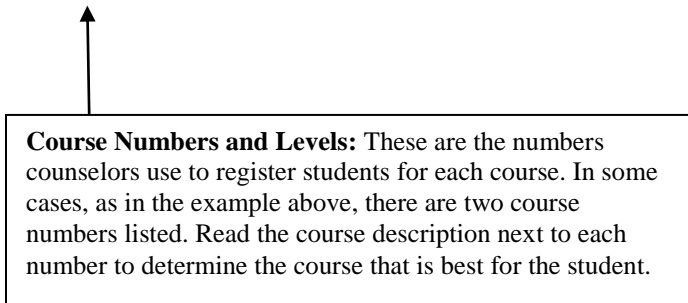 Course Numbers and Levels: These are the numbers
counselors use to register students for each course. In some
cases, as in the example above, there are two course
numbers listed. Read the course description next to each
number to determine the course that is best for the student.